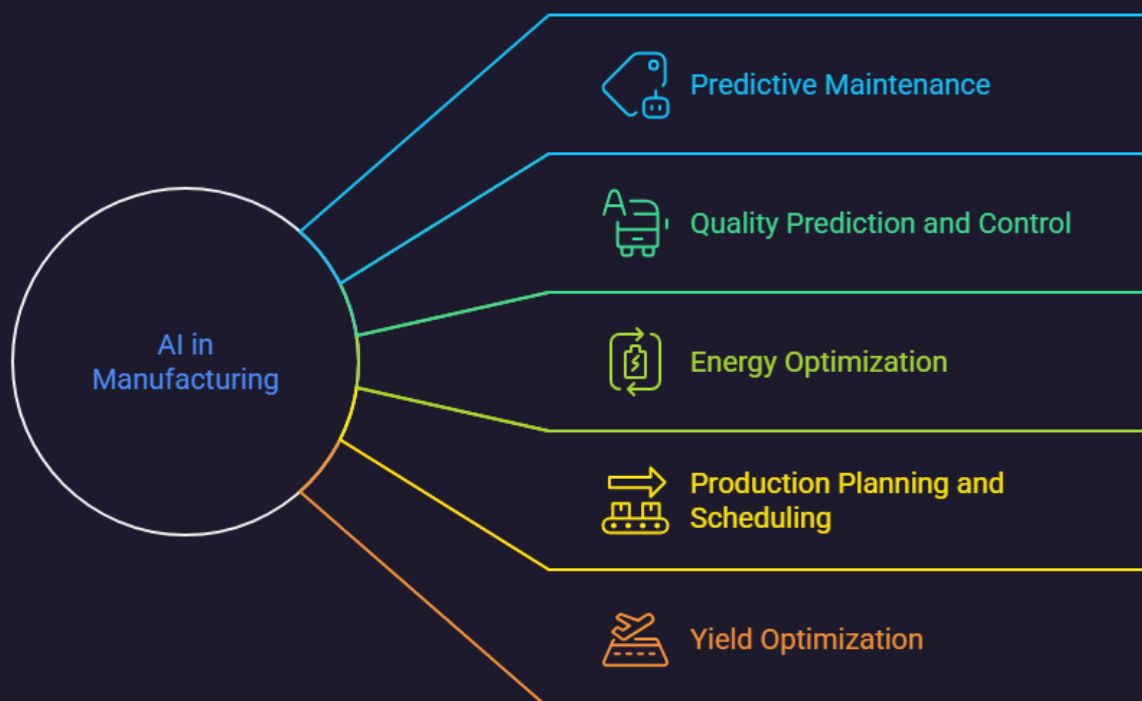 AI in
Manufacturing
Predictive Maintenance
A
Quality Prediction and Control
Energy Optimization
Production Planning and
Scheduling
Yield Optimization